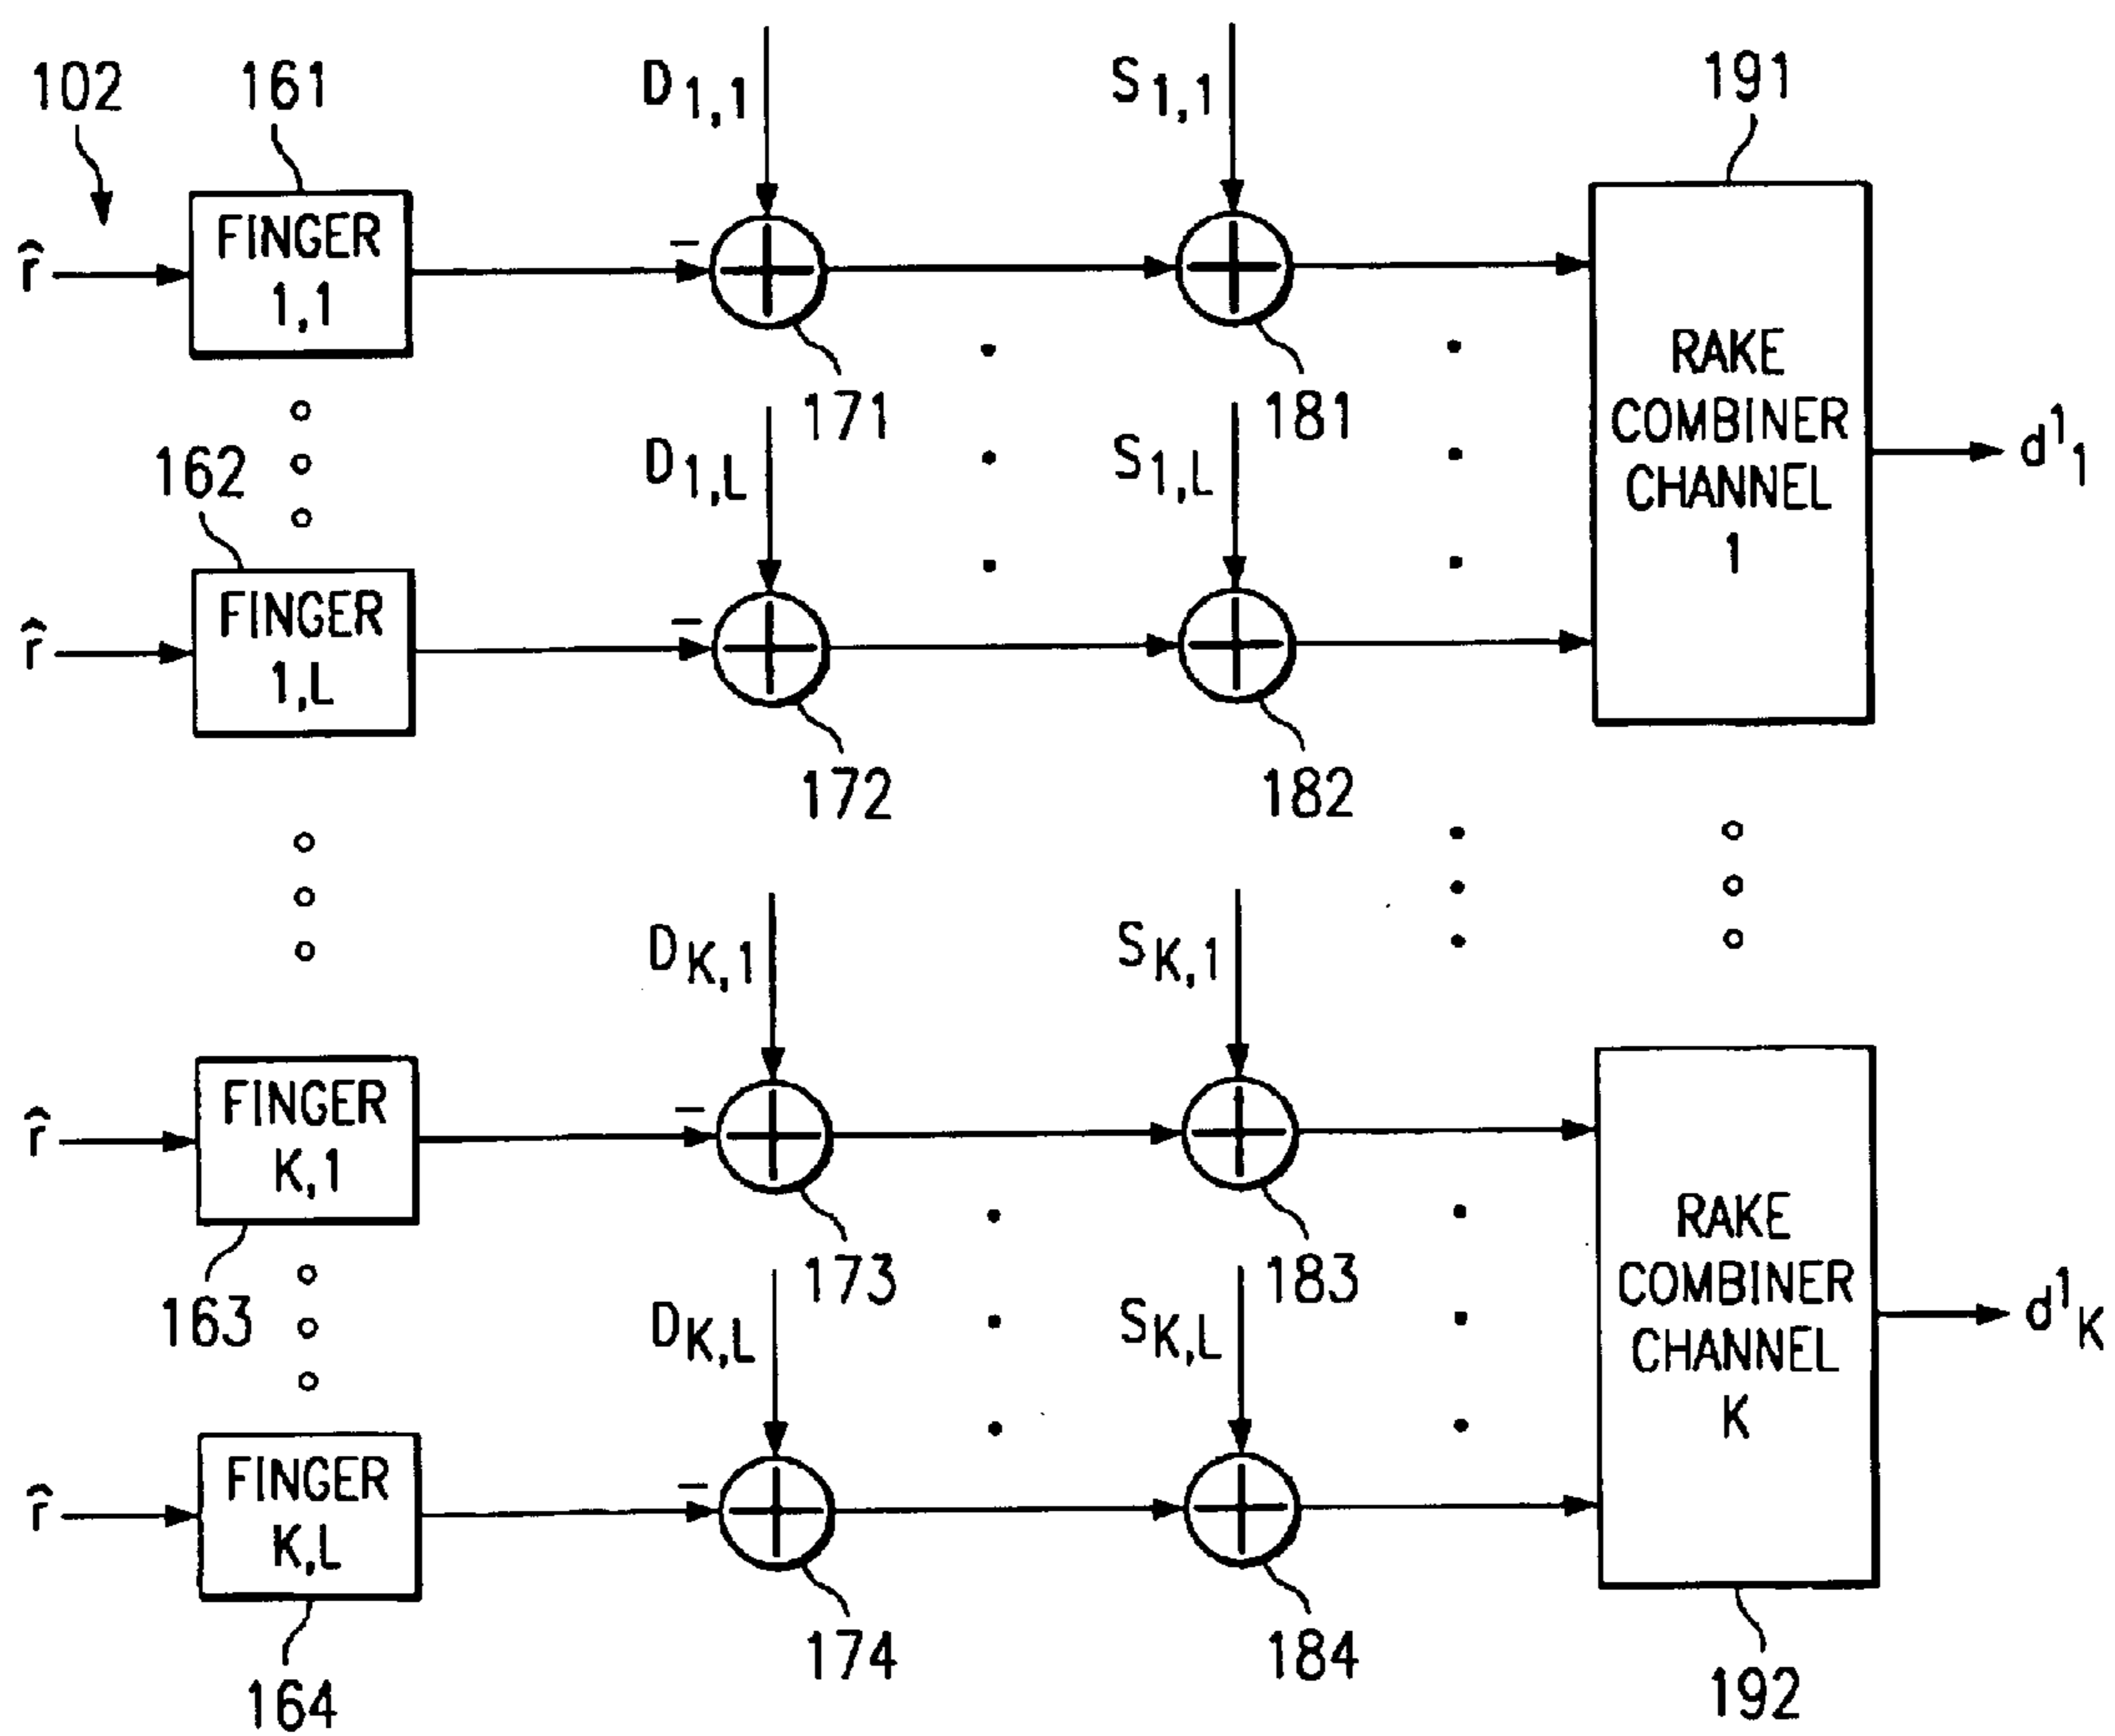 102
161
D1,1
S1,1
191
r̂
FINGER
1,1
−
171
181
RAKE
COMBINER
CHANNEL
1
d¹1
162
D1,L
S1,L
r̂
FINGER
1,L
−
172
182
DK,1
SK,1
r̂
FINGER
K,1
−
163
173
183
RAKE
COMBINER
CHANNEL
K
d¹K
DK,L
SK,L
r̂
FINGER
K,L
−
164
174
184
192